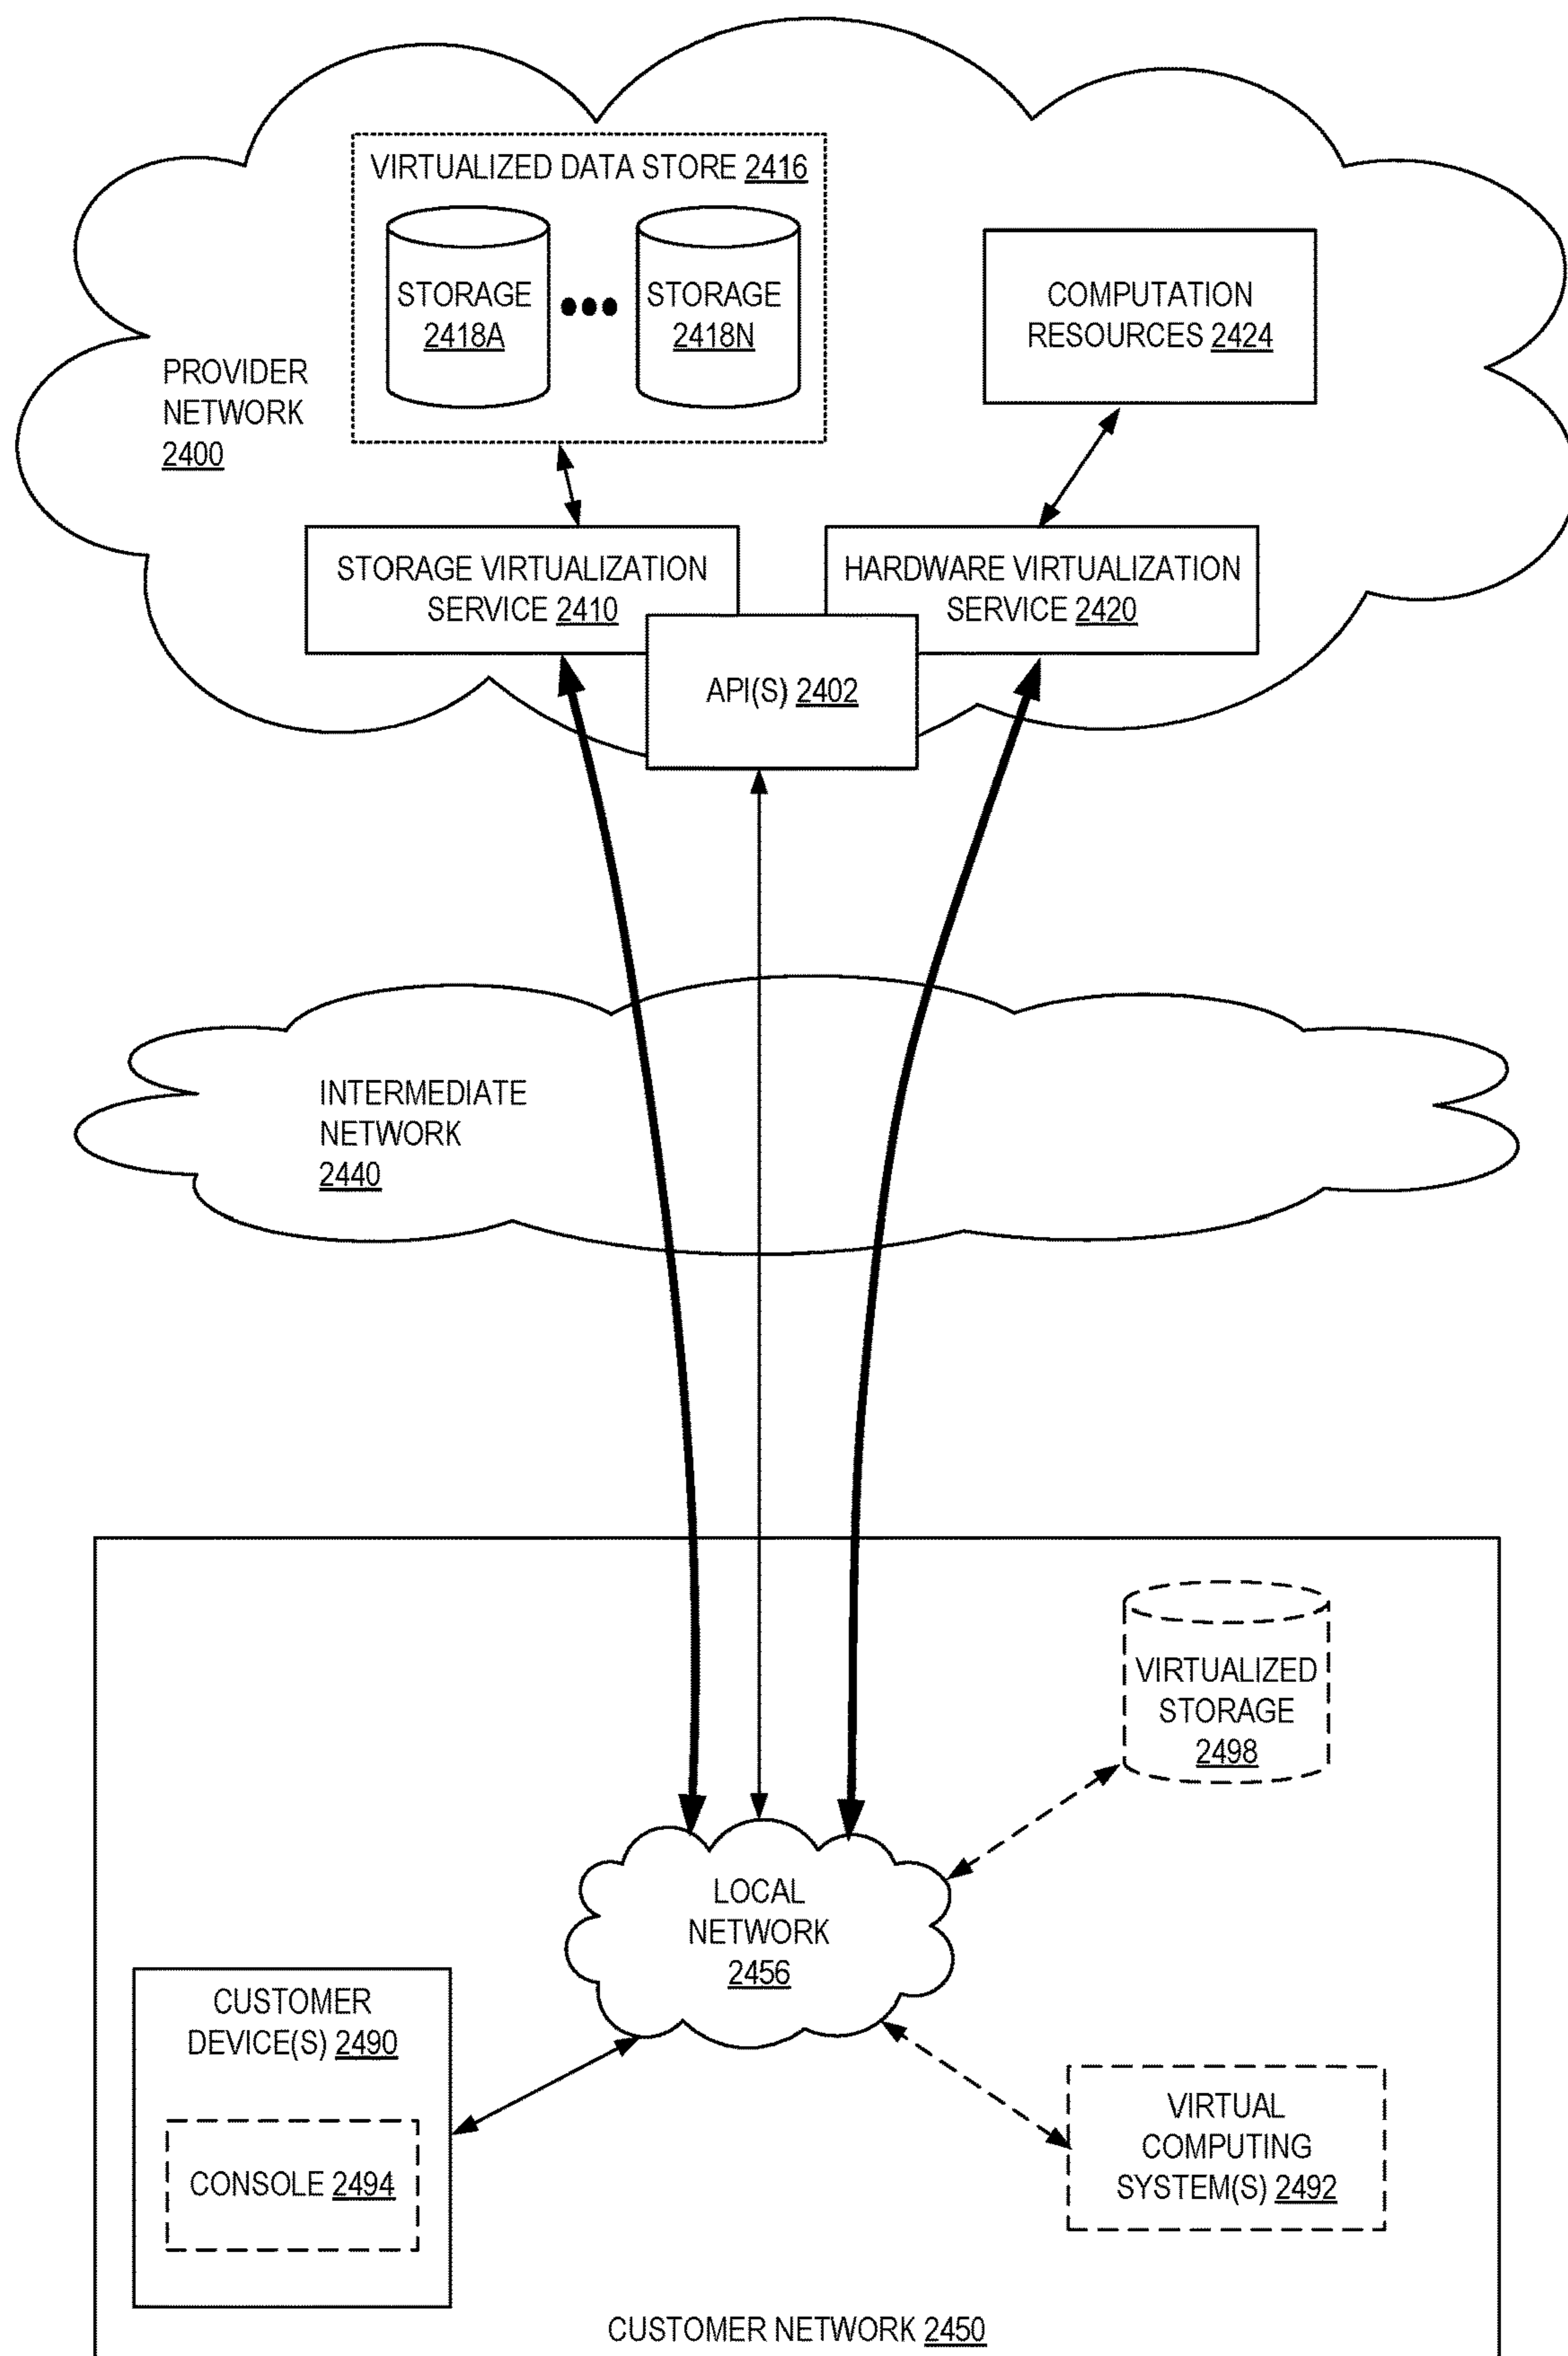 VIRTUALIZED DATA STORE 2416
STORAGE
2418A
STORAGE
2418N
COMPUTATION
RESOURCES 2424
PROVIDER
NETWORK
2400
STORAGE VIRTUALIZATION
SERVICE 2410
HARDWARE VIRTUALIZATION
SERVICE 2420
API(S) 2402
INTERMEDIATE
NETWORK
2440
VIRTUALIZED
STORAGE
2498
LOCAL
NETWORK
2456
CUSTOMER
DEVICE(S) 2490
CONSOLE 2494
VIRTUAL
COMPUTING
SYSTEM(S) 2492
CUSTOMER NETWORK 2450